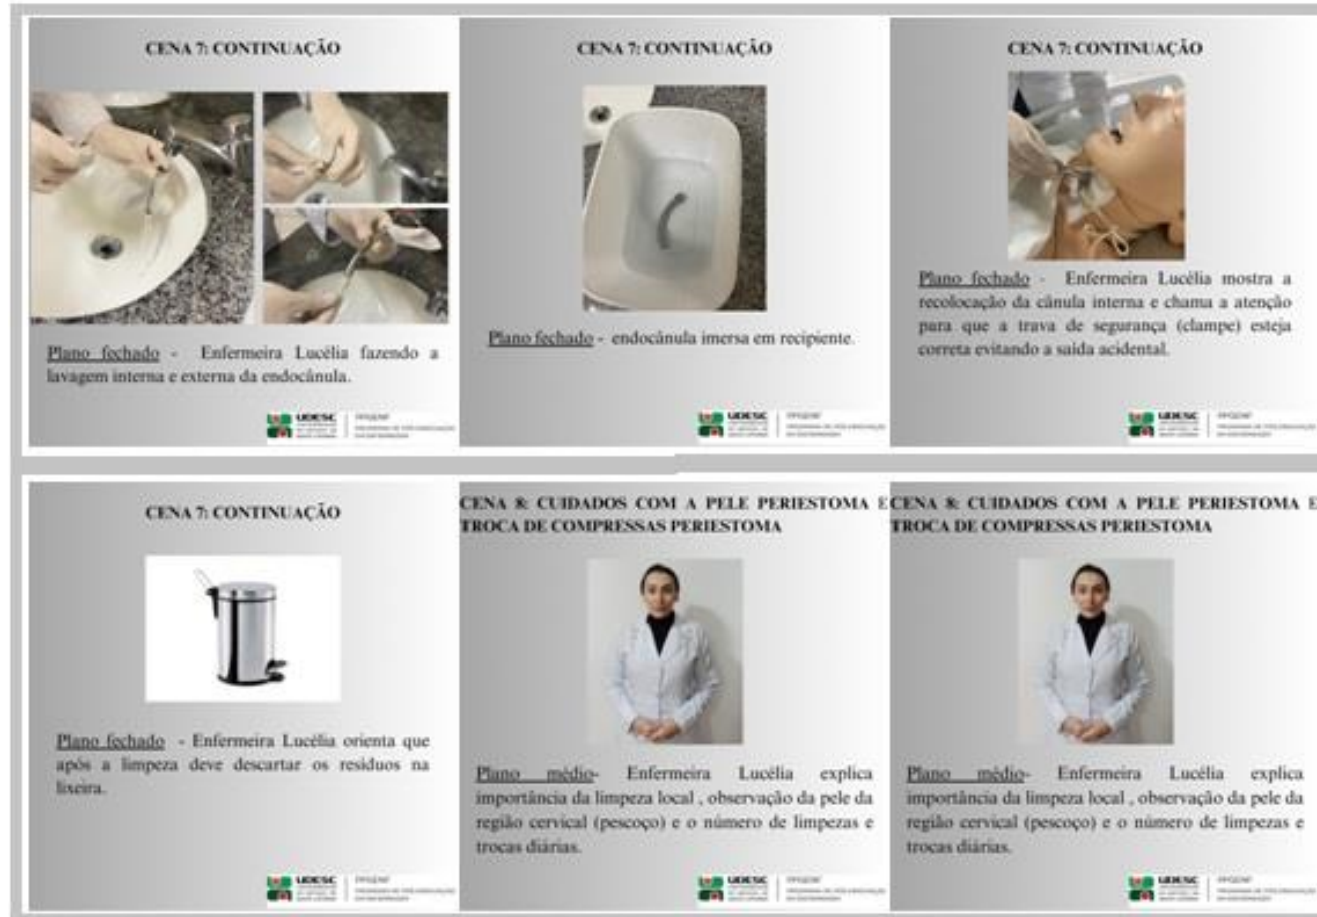 CENA 7: CONTINUAÇÃO
Plano fechado - Enfermeira Lucélia fazendo a
lavagem interna e externa da endocânula.
UDESC
CENA 7: CONTINUAÇÃO
Plano fechado - endocânula imersa em recipiente.
UDESC
CENA 7: CONTINUAÇÃO
Plano fechado - Enfermeira Lucélia mostra a
recolocação da cânula interna e chama a atenção
para que a trava de segurança (clampe) esteja
correta evitando a saída acidental.
UDESC
CENA 7: CONTINUAÇÃO
Plano fechado - Enfermeira Lucélia orienta que
após a limpeza deve descartar os resíduos na
lixeira.
UDESC
CENA 8: CUIDADOS COM A PELE PERIESTOMA E
TROCA DE COMPRESSAS PERIESTOMA
Plano médio- Enfermeira Lucélia explica
importância da limpeza local , observação da pele da
região cervical (pescoço) e o número de limpezas e
trocas diárias.
UDESC
CENA 8: CUIDADOS COM A PELE PERIESTOMA E
TROCA DE COMPRESSAS PERIESTOMA
Plano médio- Enfermeira Lucélia explica
importância da limpeza local , observação da pele da
região cervical (pescoço) e o número de limpezas e
trocas diárias.
UDESC